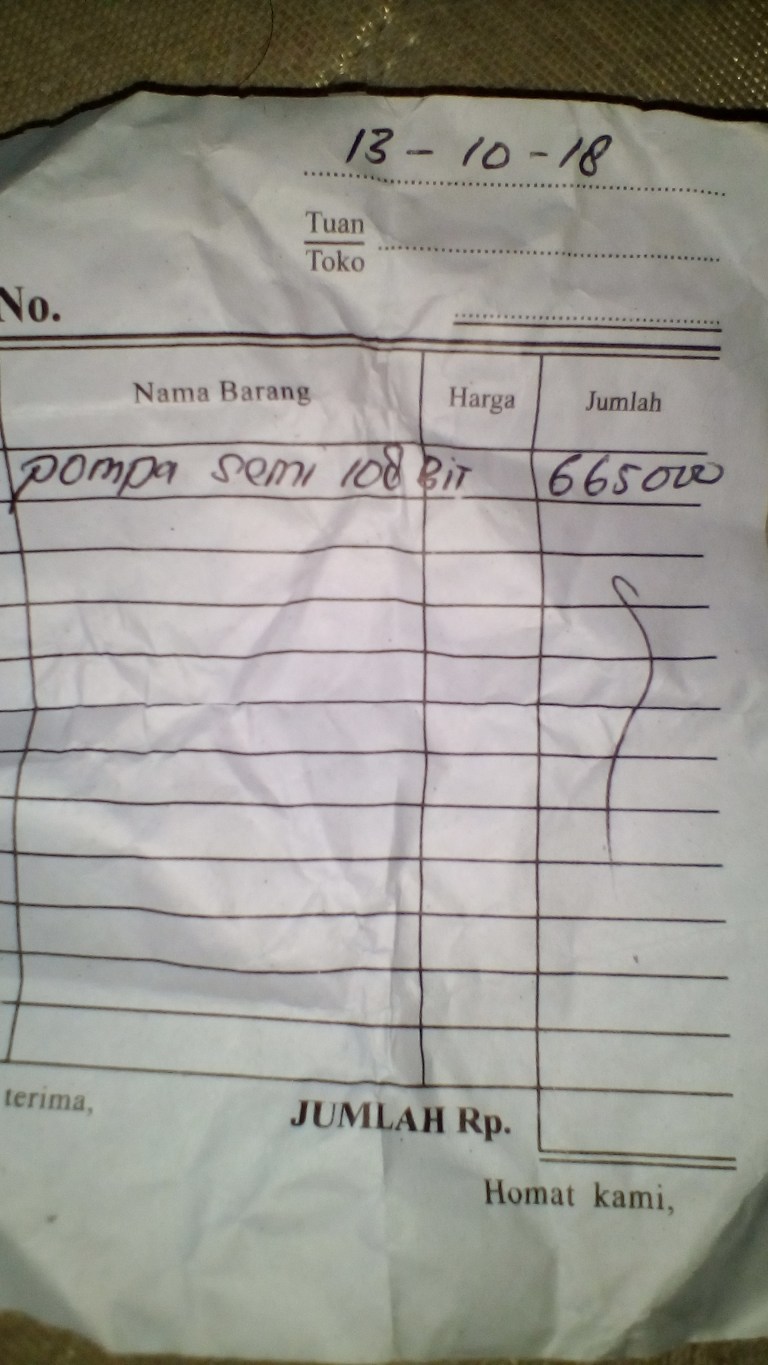 13 - 10 - 18
Tuan
Toko
No.
Nama Barang Harga Jumlah
pompa semi 108 Bit 665000
terima,
JUMLAH Rp.
Homat kami,